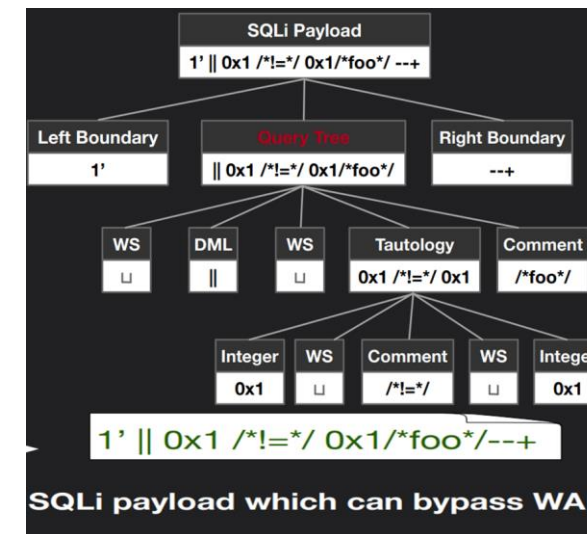 SQLi Payload
1’ || 0x1 /*!=*/ 0x1/*foo*/ --+
Left Boundary Query Tree Right Boundary
1’ || 0x1 /*!=*/ 0x1/*foo*/ --+
WS DML WS Tautology Comment
⊔ || ⊔ 0x1 /*!=*/ 0x1 /*foo*/
Integer WS Comment WS Intege
0x1 ⊔ /*!=*/ ⊔ 0x1
1’ || 0x1 /*!=*/ 0x1/*foo*/--+
SQLi payload which can bypass WA